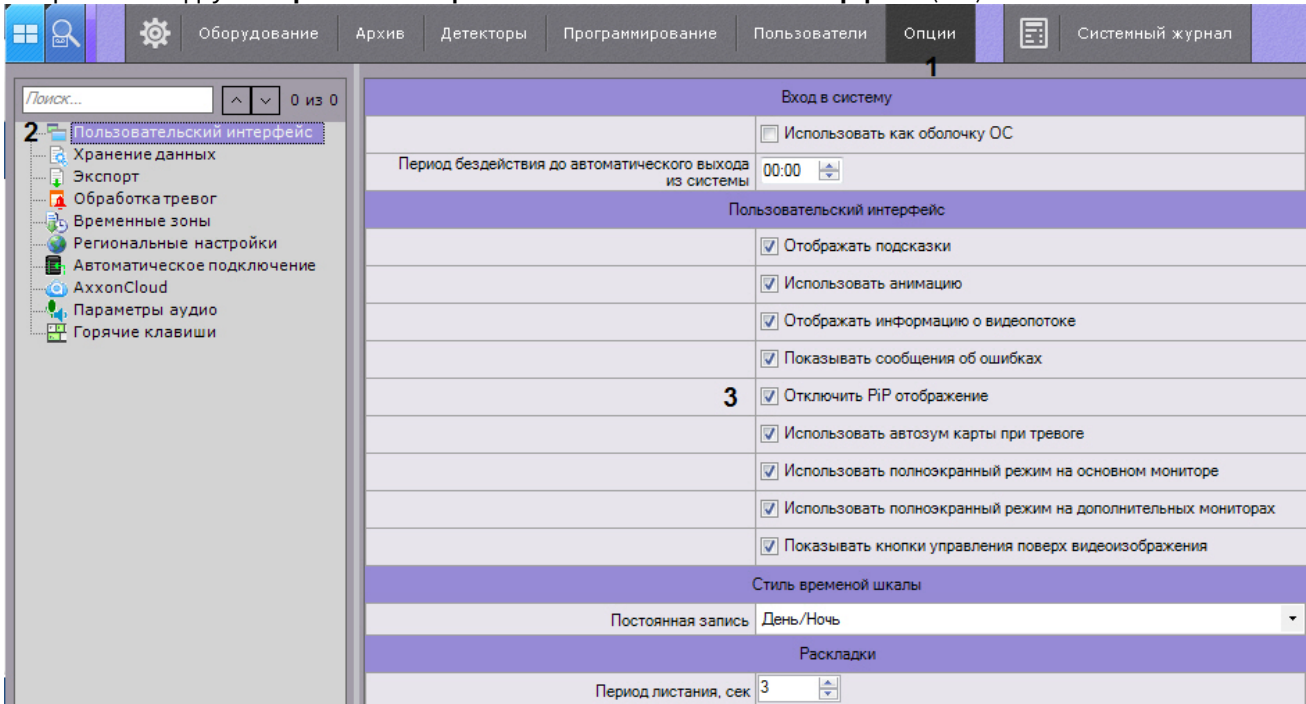 Оборудование Архив Детекторы Программирование Пользователи Опции Системный журнал
1
Поиск... 0 из 0
2 Пользовательский интерфейс
Хранение данных
Экспорт
Обработка тревог
Временные зоны
Региональные настройки
Автоматическое подключение
AxxonCloud
Параметры аудио
Горячие клавиши
Вход в систему
Использовать как оболочку ОС
Период бездействия до автоматического выхода
из системы 00:00
Пользовательский интерфейс
Отображать подсказки
Использовать анимацию
Отображать информацию о видеопотоке
Показывать сообщения об ошибках
3 Отключить PiP отображение
Использовать автозум карты при тревоге
Использовать полноэкранный режим на основном мониторе
Использовать полноэкранный режим на дополнительных мониторах
Показывать кнопки управления поверх видеоизображения
Стиль временой шкалы
Постоянная запись День/Ночь
Раскладки
Период листания, сек 3